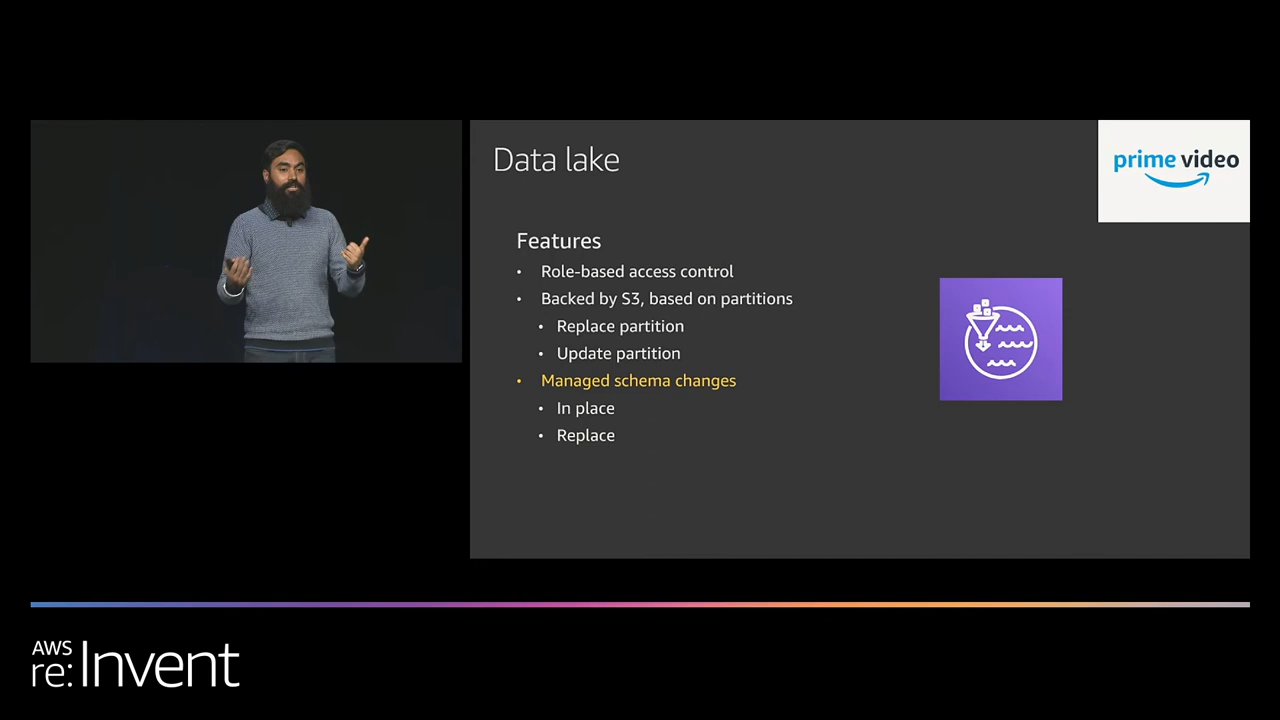 Data lake
prime video
Features
• Role-based access control
• Backed by S3, based on partitions
• Replace partition
• Update partition
• Managed schema changes
• In place
• Replace
AWS
re:Invent